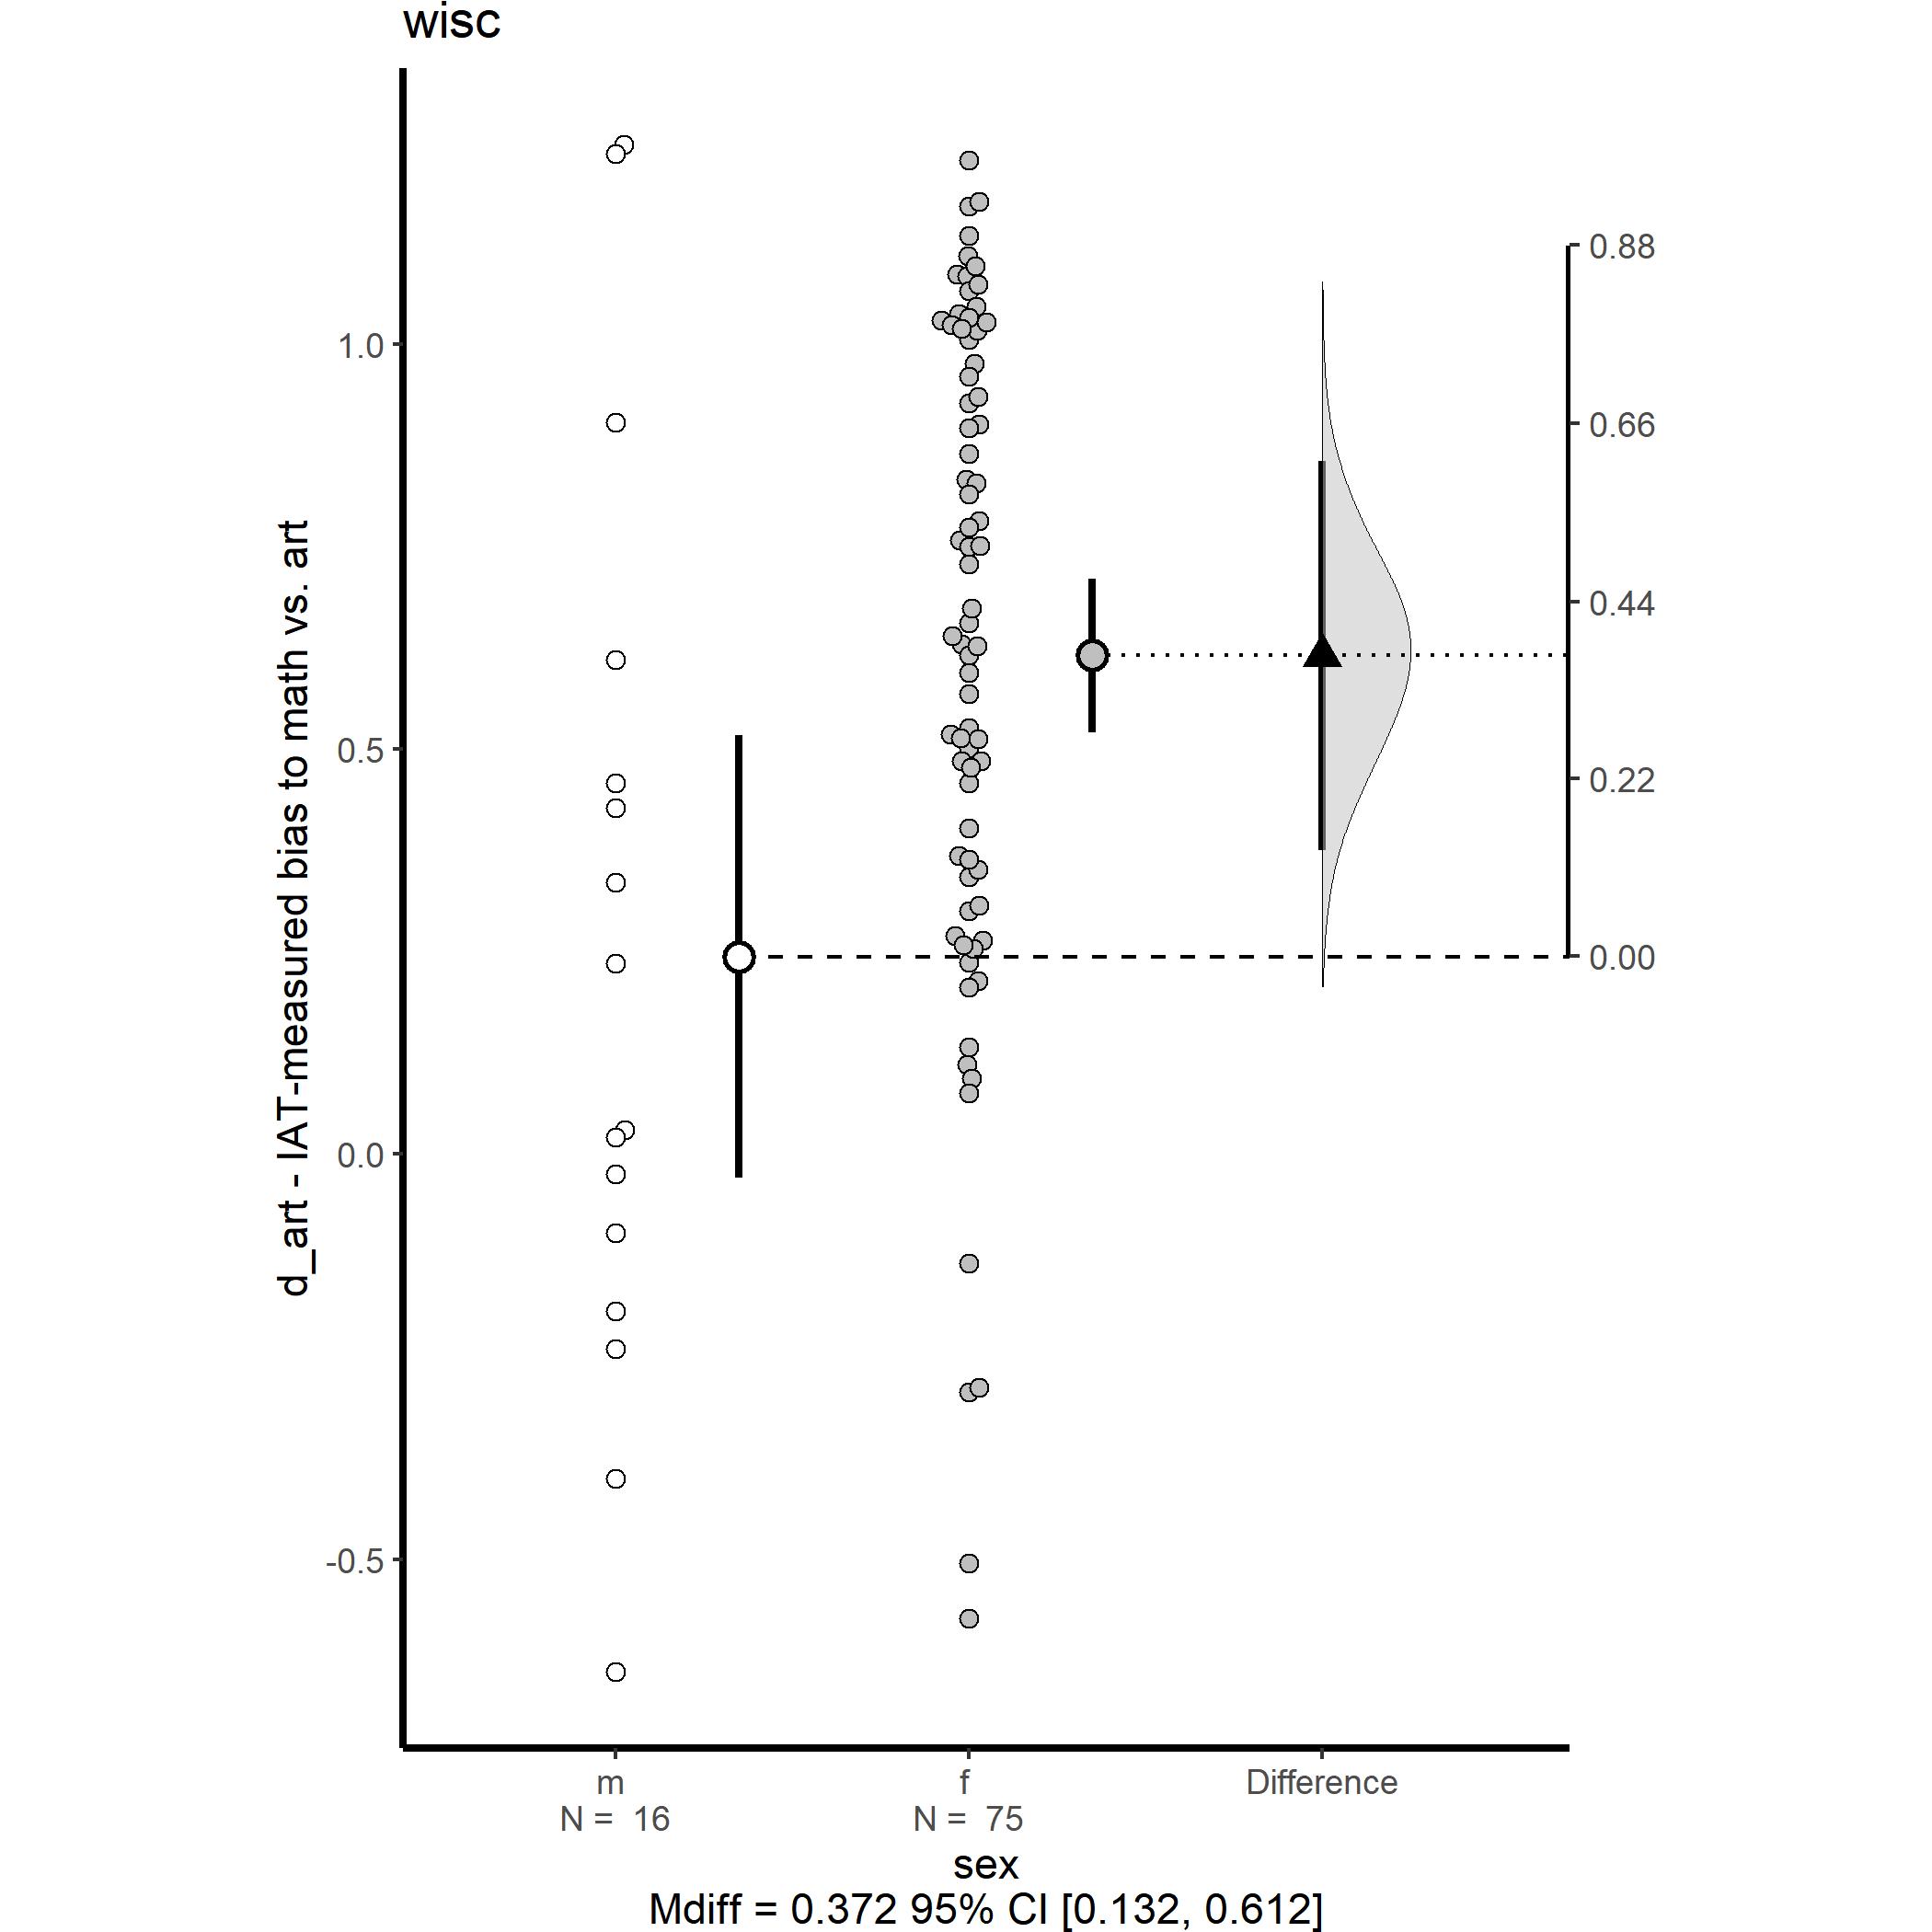 wisc
d_art - IAT-measured bias to math vs. art
1.0
0.5
0.0
-0.5
0.88
0.66
0.44
0.22
0.00
m
N = 16
f
N = 75
Difference
sex
Mdiff = 0.372 95% CI [0.132, 0.612]